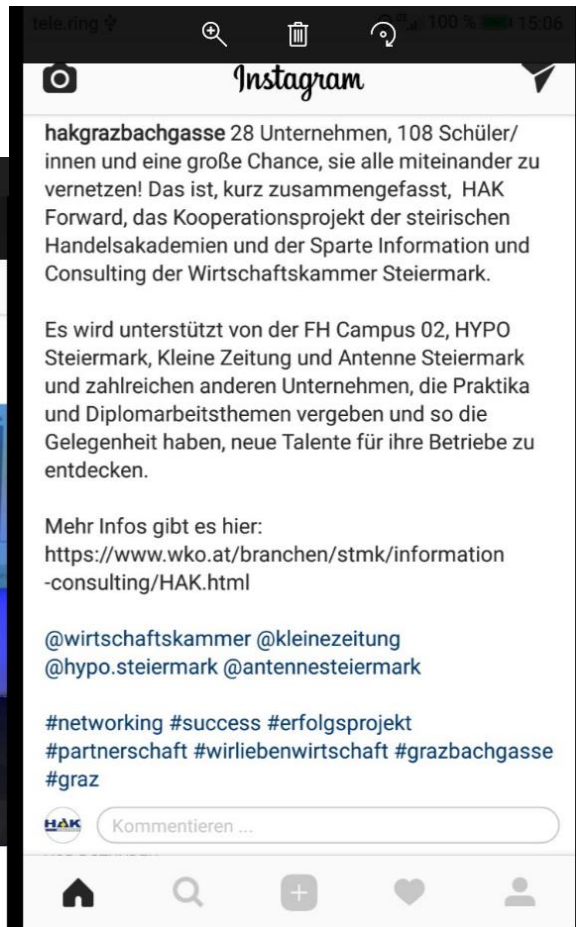 tele.ring 100 % 15:06
Instagram
hakgrazbachgasse 28 Unternehmen, 108 Schüler/
innen und eine große Chance, sie alle miteinander zu
vernetzen! Das ist, kurz zusammengefasst, HAK
Forward, das Kooperationsprojekt der steirischen
Handelsakademien und der Sparte Information und
Consulting der Wirtschaftskammer Steiermark.
Es wird unterstützt von der FH Campus 02, HYPO
Steiermark, Kleine Zeitung und Antenne Steiermark
und zahlreichen anderen Unternehmen, die Praktika
und Diplomarbeitsthemen vergeben und so die
Gelegenheit haben, neue Talente für ihre Betriebe zu
entdecken.
Mehr Infos gibt es hier:
https://www.wko.at/branchen/stmk/information
-consulting/HAK.html
@wirtschaftskammer @kleinezeitung
@hypo.steiermark @antennesteiermark
#networking #success #erfolgsprojekt
#partnerschaft #wirliebenwirtschaft #grazbachgasse
#graz
HAK Kommentieren ...